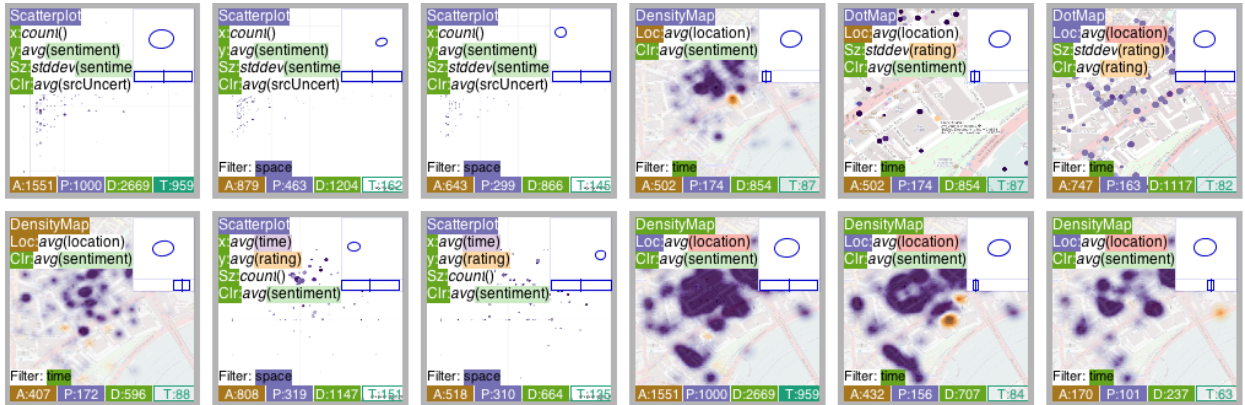 Scatterplot
x:count()
y:avg(sentiment)
Sz:stddev(sentime
Clr:avg(srcUncert)
A:1551 P:1000 D:2669 T:959
Scatterplot
x:count()
y:avg(sentiment)
Sz:stddev(sentime
Clr:avg(srcUncert)
Filter: space
A:879 P:463 D:1204 T:162
Scatterplot
x:count()
y:avg(sentiment)
Sz:stddev(sentime
Clr:avg(srcUncert)
Filter: space
A:643 P:299 D:866 T:145
DensityMap
Loc:avg(location)
Clr:avg(sentiment)
Filter: time
A:502 P:174 D:854 T:87
DotMap
Loc:avg(location)
Sz:stddev(rating)
Clr:avg(sentiment)
Filter: time
A:502 P:174 D:854 T:87
DotMap
Loc:avg(location)
Sz:stddev(rating)
Clr:avg(rating)
Filter: time
A:747 P:163 D:1117 T:82
DensityMap
Loc:avg(location)
Clr:avg(sentiment)
Filter: time
A:407 P:172 D:596 T:88
Scatterplot
x:avg(time)
y:avg(rating)
Sz:count()
Clr:avg(sentiment)
Filter: space
A:808 P:319 D:1147 T:151
Scatterplot
x:avg(time)
y:avg(rating)
Sz:count()
Clr:avg(sentiment)
Filter: space
A:518 P:310 D:664 T:135
DensityMap
Loc:avg(location)
Clr:avg(sentiment)
A:1551 P:1000 D:2669 T:959
DensityMap
Loc:avg(location)
Clr:avg(sentiment)
Filter: time
A:432 P:156 D:707 T:84
DensityMap
Loc:avg(location)
Clr:avg(sentiment)
Filter: time
A:170 P:101 D:237 T:63